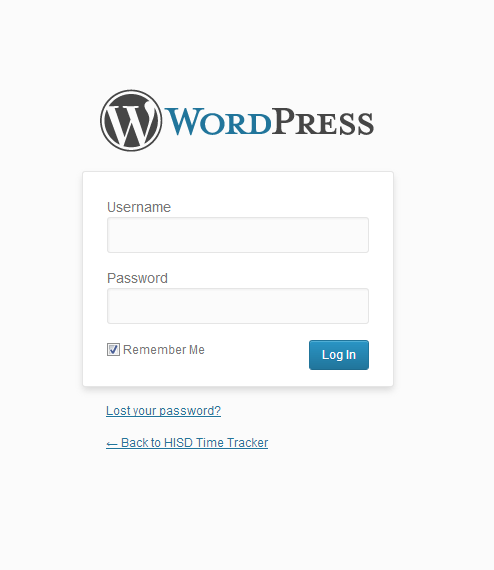 WORDPRESS
Username
Password
Remember Me
Log In
Lost your password?
← Back to HISD Time Tracker